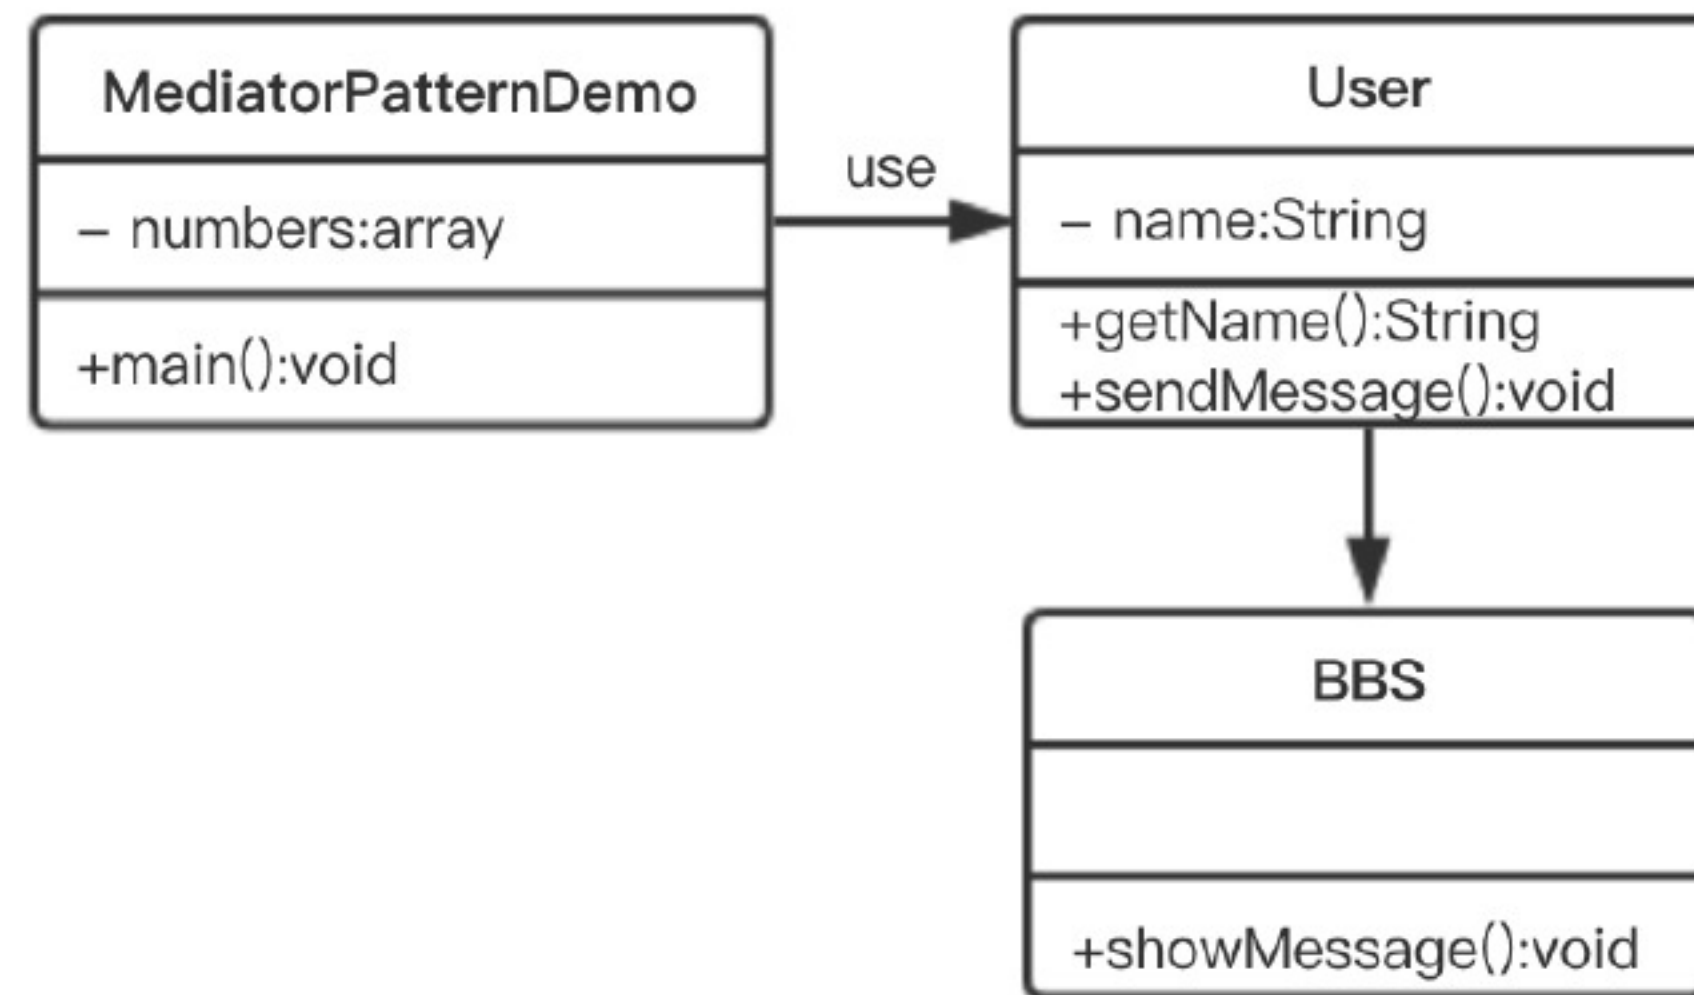 MediatorPatternDemo
– numbers:array
+main():void
use
User
– name:String
+getName():String
+sendMessage():void
BBS
+showMessage():void